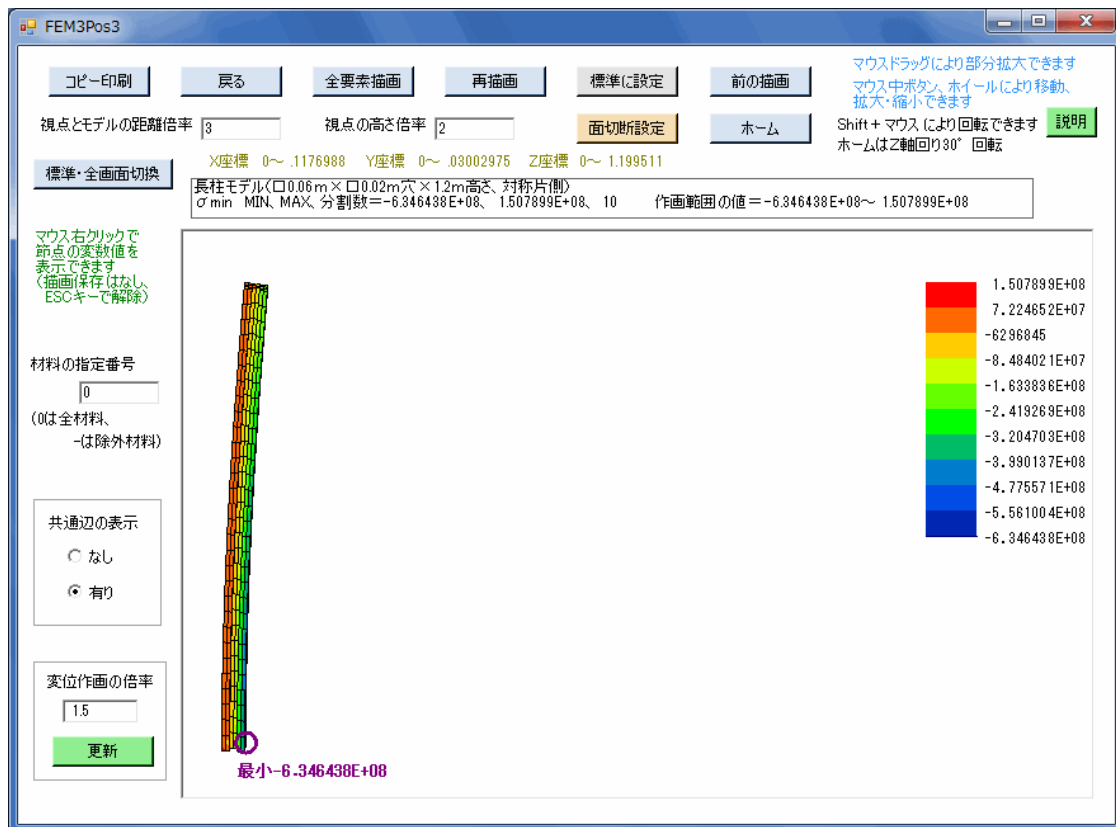 FEM3Pos3
コピー印刷
戻る
全要素描画
再描画
標準に設定
前の描画
マウスドラッグにより部分拡大できます
マウス中ボタン、ホイールにより移動、
拡大・縮小できます
視点とモデルの距離倍率 3
視点の高さ倍率 2
面切断設定
ホーム
Shift+マウスにより回転できます
説明
ホームはZ軸回り30°回転
標準・全画面切換
X座標 0~ .1176988 Y座標 0~ .03002975 Z座標 0~ 1.199511
長柱モデル(口0.06m×口0.02m穴×1.2m高さ、対称片側)
σmin MIN、MAX、分割数=-6.346438E+08、 1.507899E+08、 10 作画範囲の値=-6.346438E+08~ 1.507899E+08
マウス右クリックで
節点の変数値を
表示できます
(描画保存はなし、
ESCキーで解除)
材料の指定番号
0
(0は全材料、
-は除外材料)
共通辺の表示
なし
有り
変位作画の倍率
1.5
更新
1.507899E+08
7.224652E+07
-6296845
-8.484021E+07
-1.633836E+08
-2.419269E+08
-3.204703E+08
-3.990137E+08
-4.775571E+08
-5.561004E+08
-6.346438E+08
最小-6.346438E+08